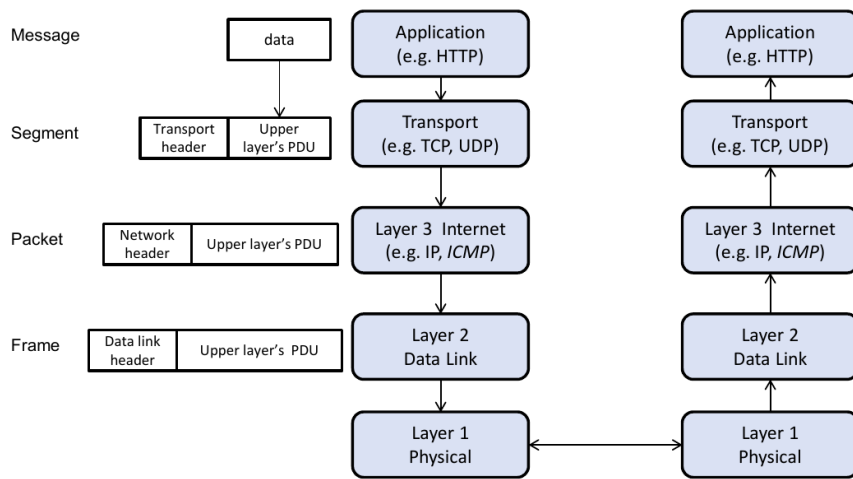 Message
data
Application
(e.g. HTTP)
Application
(e.g. HTTP)
Segment
Transport
header
Upper
layer's PDU
Transport
(e.g. TCP, UDP)
Transport
(e.g. TCP, UDP)
Packet
Network
header
Upper layer's PDU
Layer 3 Internet
(e.g. IP, ICMP)
Layer 3 Internet
(e.g. IP, ICMP)
Frame
Data link
header
Upper layer's PDU
Layer 2
Data Link
Layer 2
Data Link
Layer 1
Physical
Layer 1
Physical